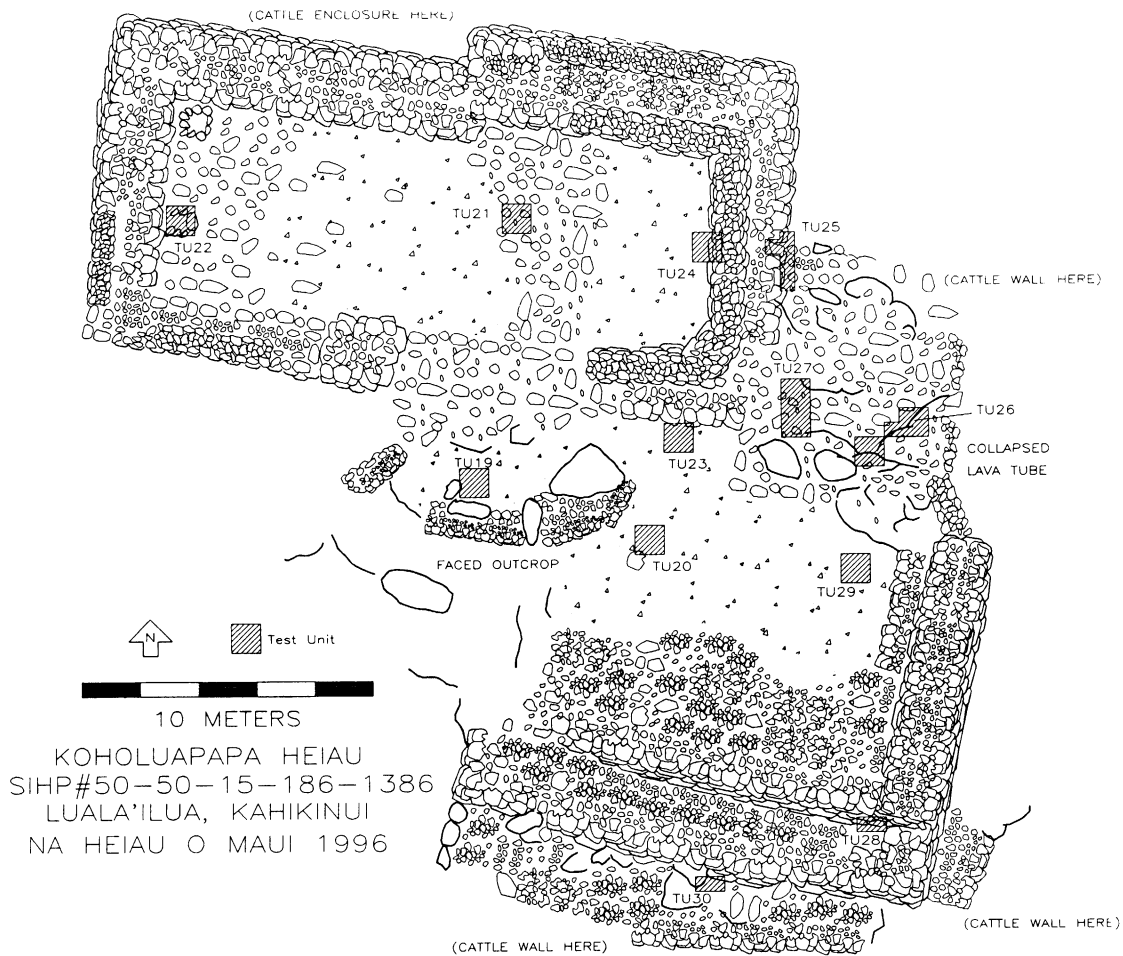 (CATTLE ENCLOSURE HERE)
TU21
TU22
TU25
TU24
(CATTLE WALL HERE)
TU27
TU26
COLLAPSED
LAVA TUBE
TU19
TU23
FACED OUTCROP
TU20
TU29
N
Test Unit
10 METERS
KOHOLUAPAPA HEIAU
SIHP#50-50-15-186-1386
LUALA'ILUA, KAHIKINUI
NA HEIAU O MAUI 1996
TU28
TU30
(CATTLE WALL HERE)
(CATTLE WALL HERE)